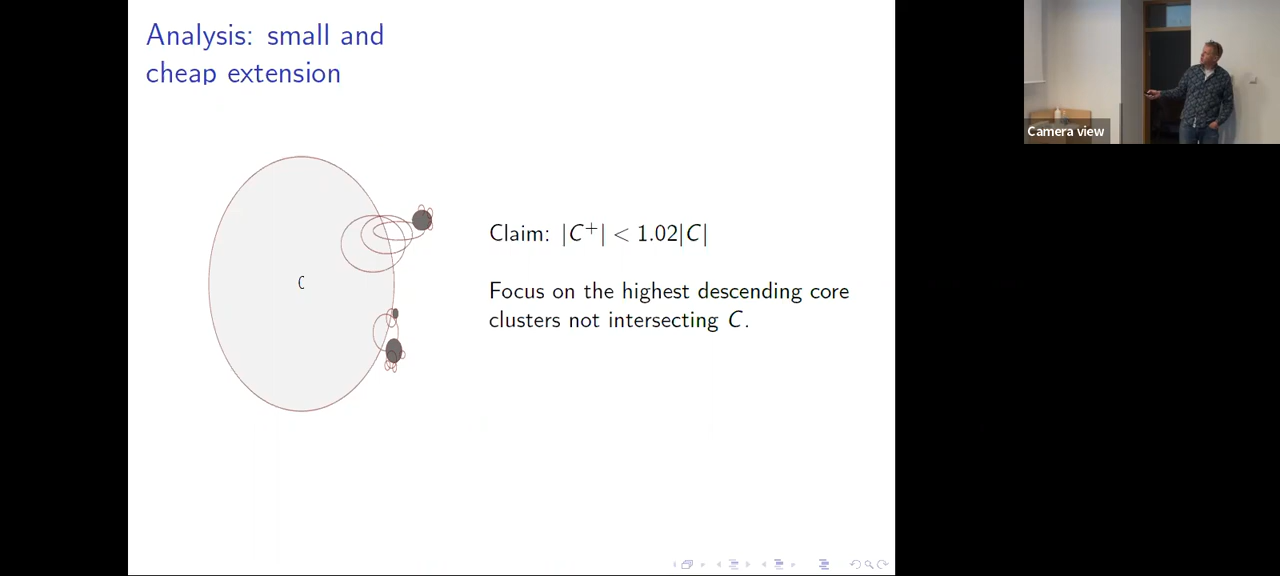 Analysis: small and
cheap extension
C
Claim: |C⁺| < 1.02|C|
Focus on the highest descending core
clusters not intersecting C.
Camera view